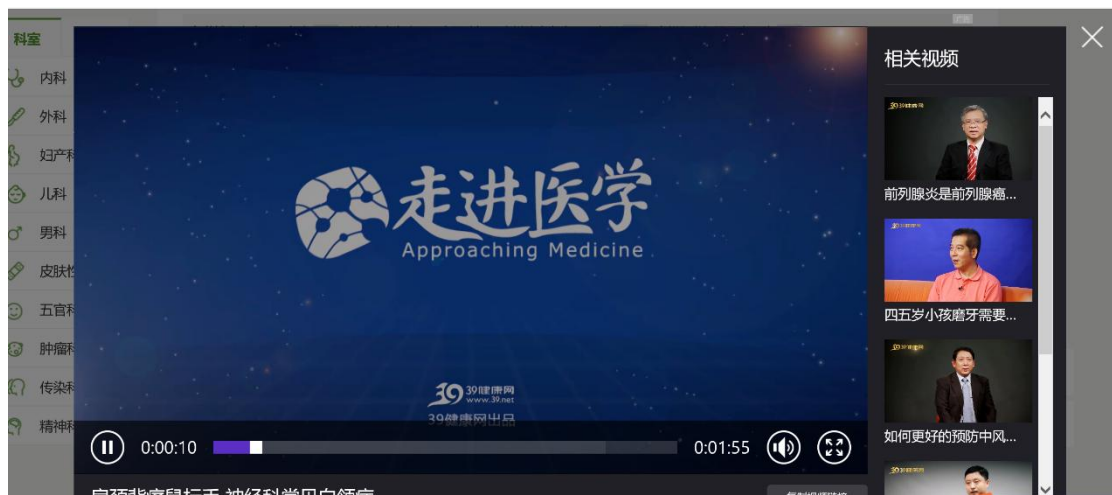 广告
科室
内科
外科
妇产科
儿科
男科
皮肤性
五官科
肿瘤科
传染科
精神科
走进医学
Approaching Medicine
39健康网
www.39.net
39健康网出品
0:00:10
0:01:55
相关视频
前列腺炎是前列腺癌...
四五岁小孩磨牙需要...
如何更好的预防中风...